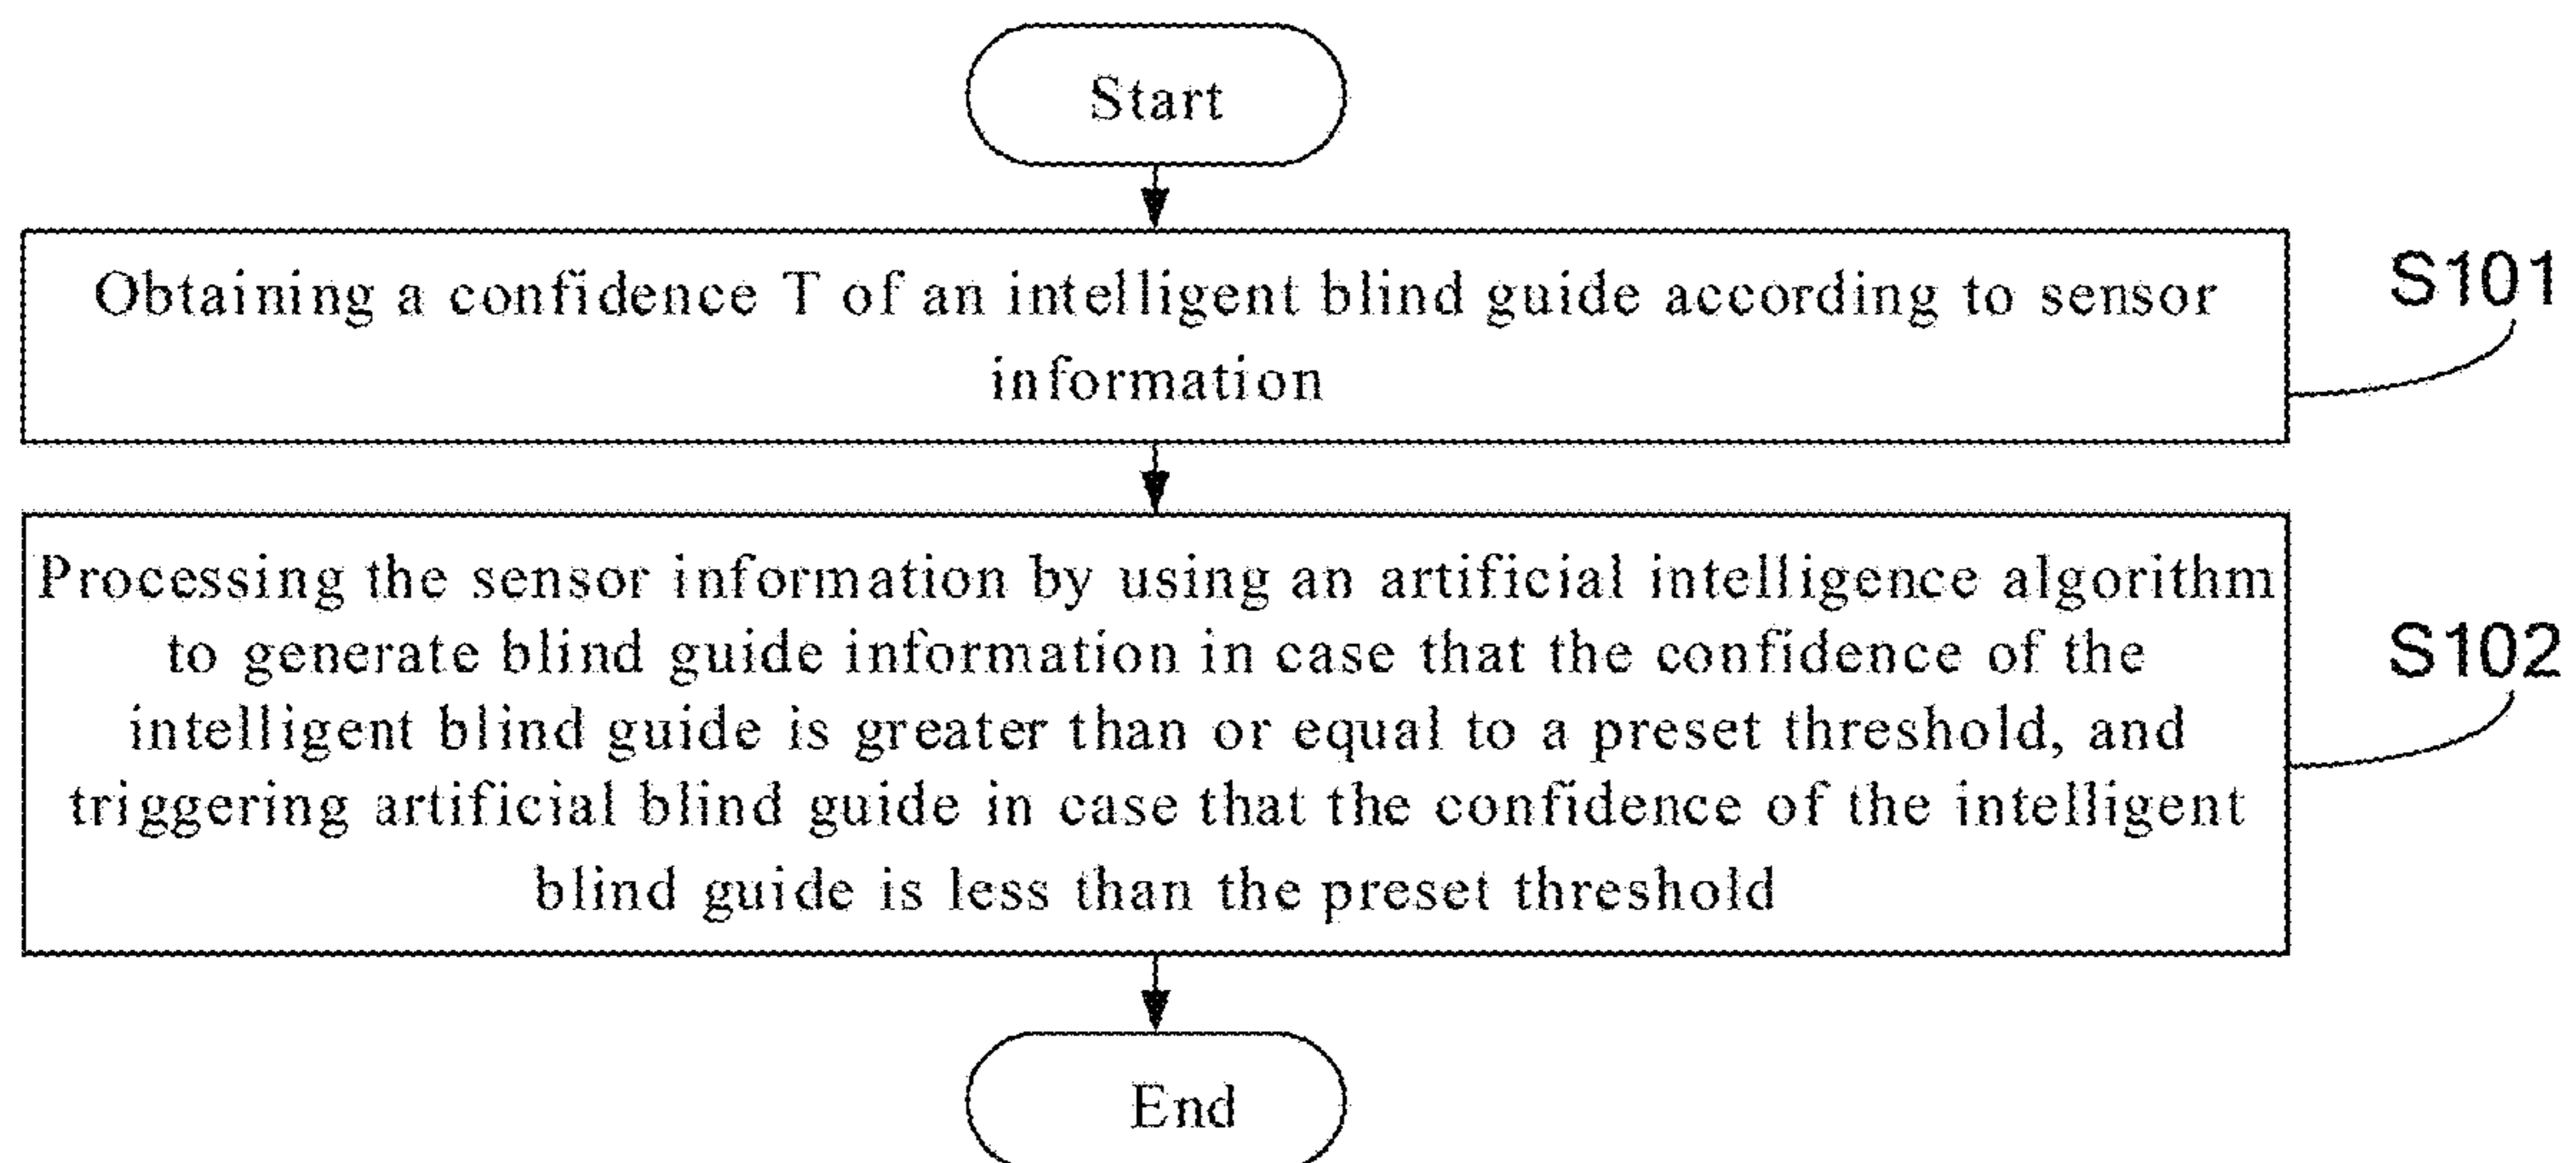 Start
Obtaining a confidence T of an intelligent blind guide according to sensor
information
S101
Processing the sensor information by using an artificial intelligence algorithm
to generate blind guide information in case that the confidence of the
intelligent blind guide is greater than or equal to a preset threshold, and
triggering artificial blind guide in case that the confidence of the intelligent
blind guide is less than the preset threshold
S102
End